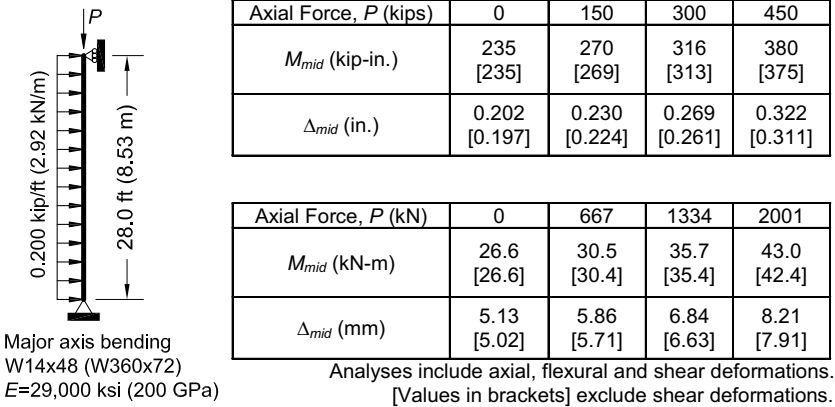 P
0.200 kip/ft (2.92 kN/m)
28.0 ft (8.53 m)
Major axis bending
W14x48 (W360x72)
E=29,000 ksi (200 GPa)
Axial Force, P (kips) 0 150 300 450
Mmid (kip-in.) 235 270 316 380
[235] [269] [313] [375]
Δmid (in.) 0.202 0.230 0.269 0.322
[0.197] [0.224] [0.261] [0.311]
Axial Force, P (kN) 0 667 1334 2001
Mmid (kN-m) 26.6 30.5 35.7 43.0
[26.6] [30.4] [35.4] [42.4]
Δmid (mm) 5.13 5.86 6.84 8.21
[5.02] [5.71] [6.63] [7.91]
Analyses include axial, flexural and shear deformations.
[Values in brackets] exclude shear deformations.